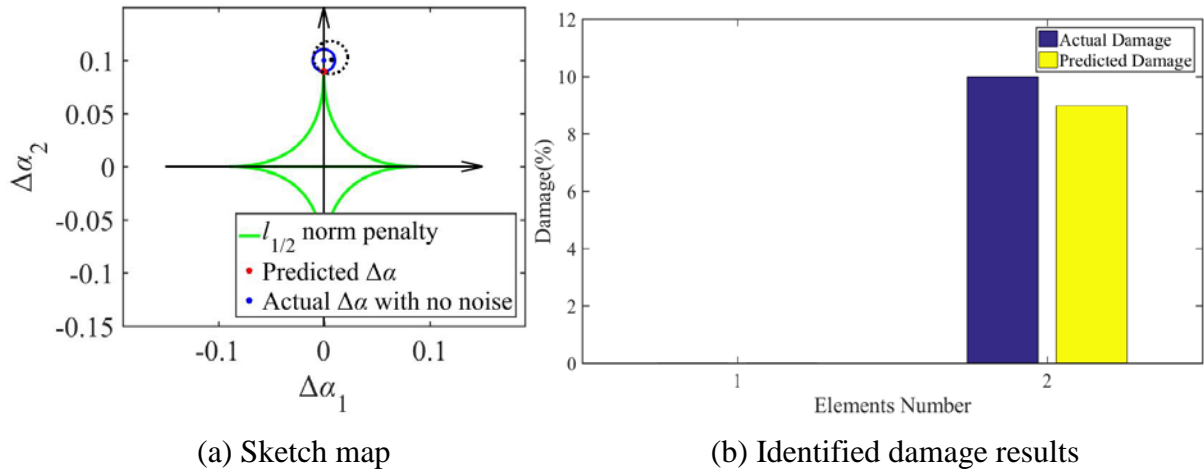 0.1
0.05
0
-0.05
-0.1
-0.15
Δα2
-0.1 0 0.1
Δα1
l1/2 norm penalty
Predicted Δα
Actual Δα with no noise
(a) Sketch map
12
10
8
6
4
2
0
Damage(%)
Actual Damage
Predicted Damage
1 2
Elements Number
(b) Identified damage results